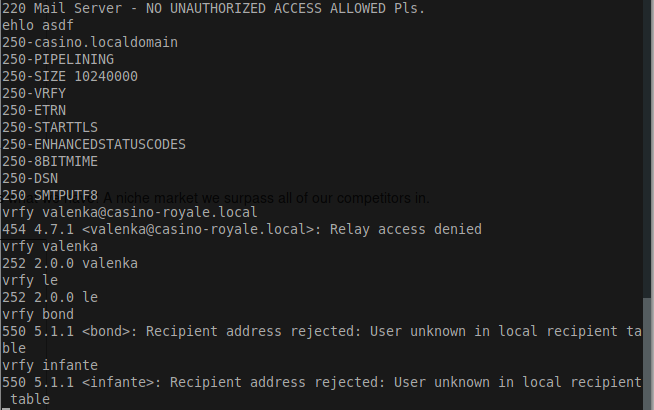 220 Mail Server - NO UNAUTHORIZED ACCESS ALLOWED Pls.
ehlo asdf
250-casino.localdomain
250-PIPELINING
250-SIZE 10240000
250-VRFY
250-ETRN
250-STARTTLS
250-ENHANCEDSTATUSCODES
250-8BITMIME
250-DSN
250 SMTPUTF8
A niche market we surpass all of our competitors in.
vrfy valenka@casino-royale.local
454 4.7.1 <valenka@casino-royale.local>: Relay access denied
vrfy valenka
252 2.0.0 valenka
vrfy le
252 2.0.0 le
vrfy bond
550 5.1.1 <bond>: Recipient address rejected: User unknown in local recipient ta
ble
vrfy infante
550 5.1.1 <infante>: Recipient address rejected: User unknown in local recipient
table